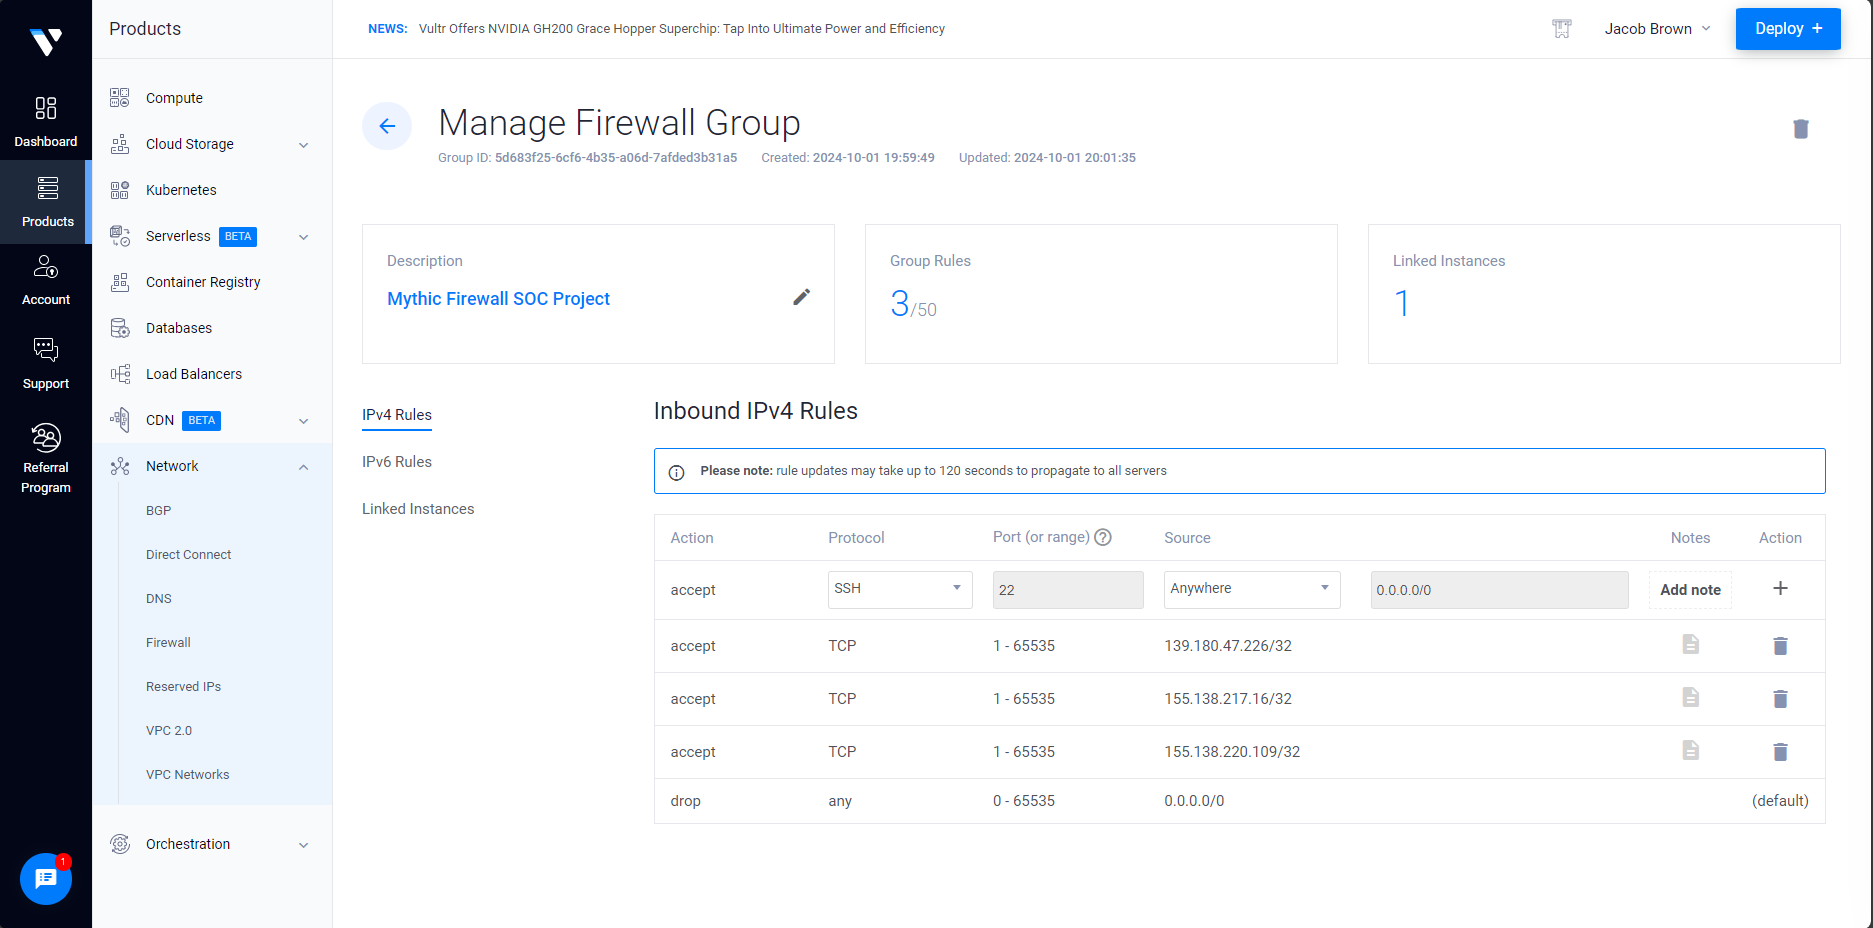 Products
NEWS: Vultr Offers NVIDIA GH200 Grace Hopper Superchip: Tap Into Ultimate Power and Efficiency
Jacob Brown
Deploy +
Dashboard
Products
Account
Support
Referral
Program
1
Compute
Cloud Storage
Kubernetes
Serverless BETA
Container Registry
Databases
Load Balancers
CDN BETA
Network
BGP
Direct Connect
DNS
Firewall
Reserved IPs
VPC 2.0
VPC Networks
Orchestration
Manage Firewall Group
Group ID: 5d683f25-6cf6-4b35-a06d-7afded3b31a5 Created: 2024-10-01 19:59:49 Updated: 2024-10-01 20:01:35
Description
Mythic Firewall SOC Project
Group Rules
3/50
Linked Instances
1
IPv4 Rules
IPv6 Rules
Linked Instances
Inbound IPv4 Rules
Please note: rule updates may take up to 120 seconds to propagate to all servers
Action Protocol Port (or range) ? Source Notes Action
accept SSH 22 Anywhere 0.0.0.0/0 Add note +
accept TCP 1 - 65535 139.180.47.226/32
accept TCP 1 - 65535 155.138.217.16/32
accept TCP 1 - 65535 155.138.220.109/32
drop any 0 - 65535 0.0.0.0/0 (default)